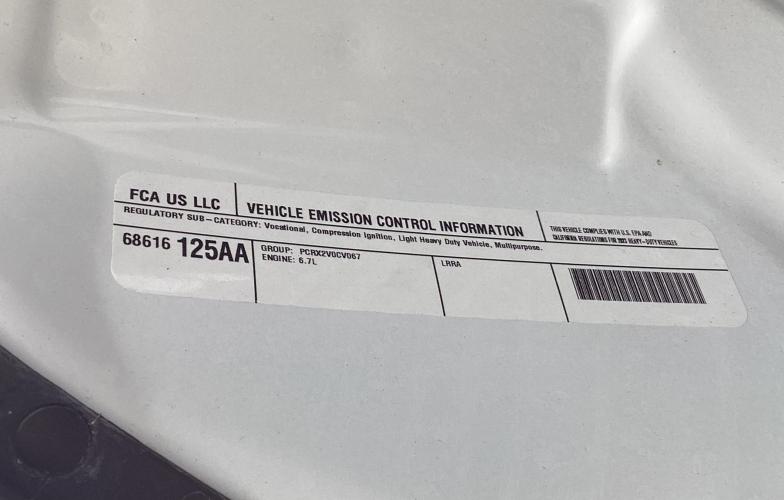 FCA US LLC
VEHICLE EMISSION CONTROL INFORMATION
THIS VEHICLE COMPLIES WITH U.S. EPA AND
CALIFORNIA REGULATIONS FOR 2023 HEAVY-DUTY VEHICLES
REGULATORY SUB-CATEGORY: Vocational, Compression Ignition, Light Heavy Duty Vehicle, Multipurpose.
68616 125AA
GROUP: PCRX2V0CV067
ENGINE: 6.7L
LRRA